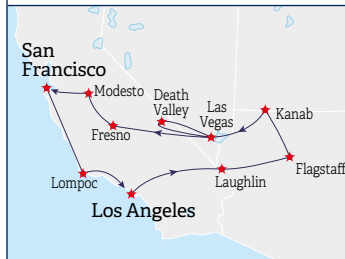 San
Francisco
Modesto
Death
Valley
Las
Vegas
Kanab
Fresno
Flagstaff
Laughlin
Lompoc
Los Angeles